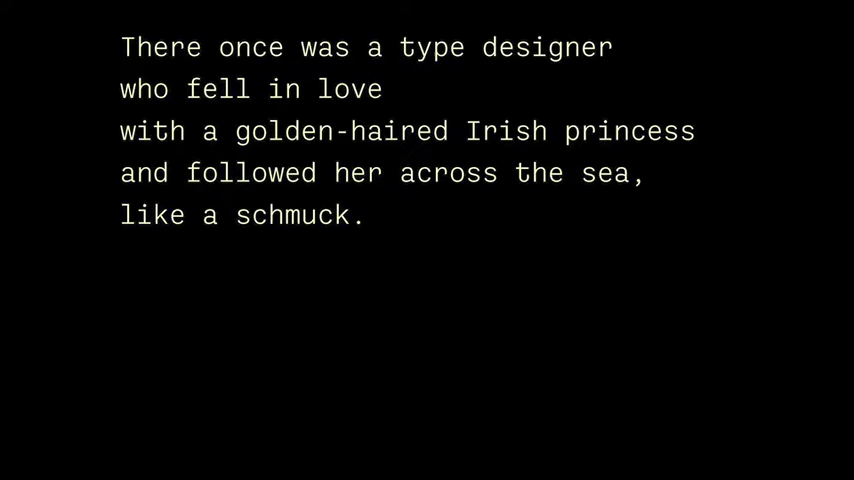 There once was a type designer
who fell in love
with a golden-haired Irish princess
and followed her across the sea,
like a schmuck.